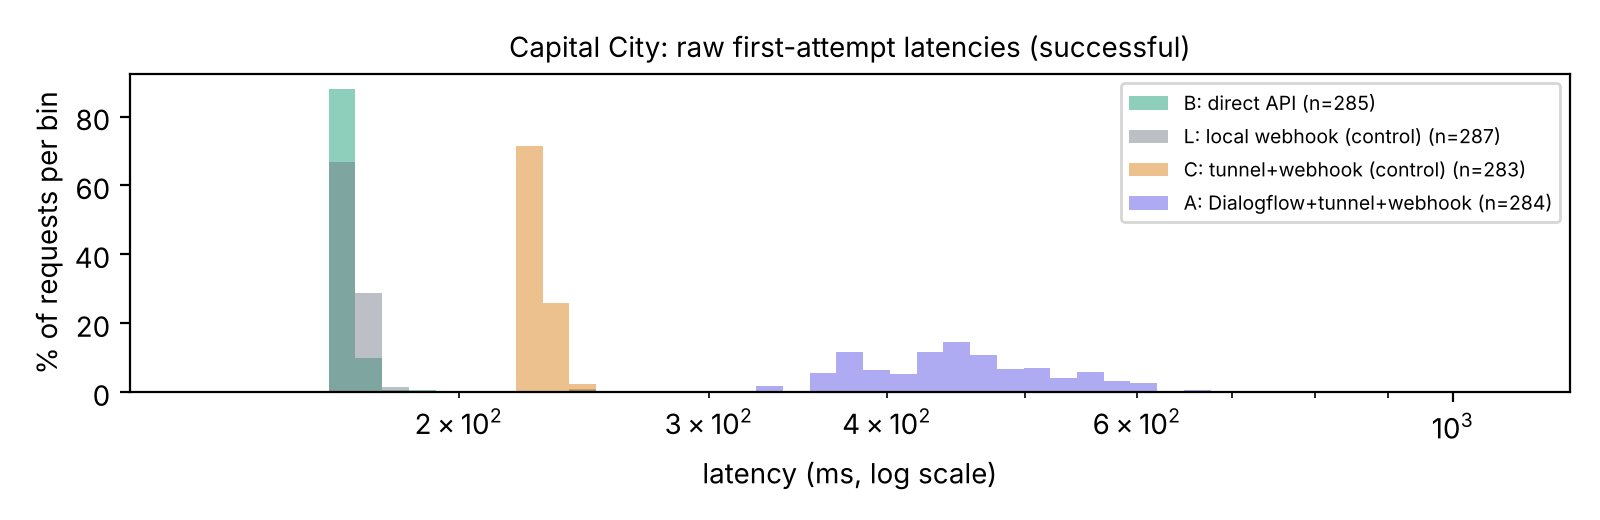 Capital City: raw first-attempt latencies (successful)
% of requests per bin
80
60
40
20
0
B: direct API (n=285)
L: local webhook (control) (n=287)
C: tunnel+webhook (control) (n=283)
A: Dialogflow+tunnel+webhook (n=284)
2 × 10² 3 × 10² 4 × 10² 6 × 10² 10³
latency (ms, log scale)